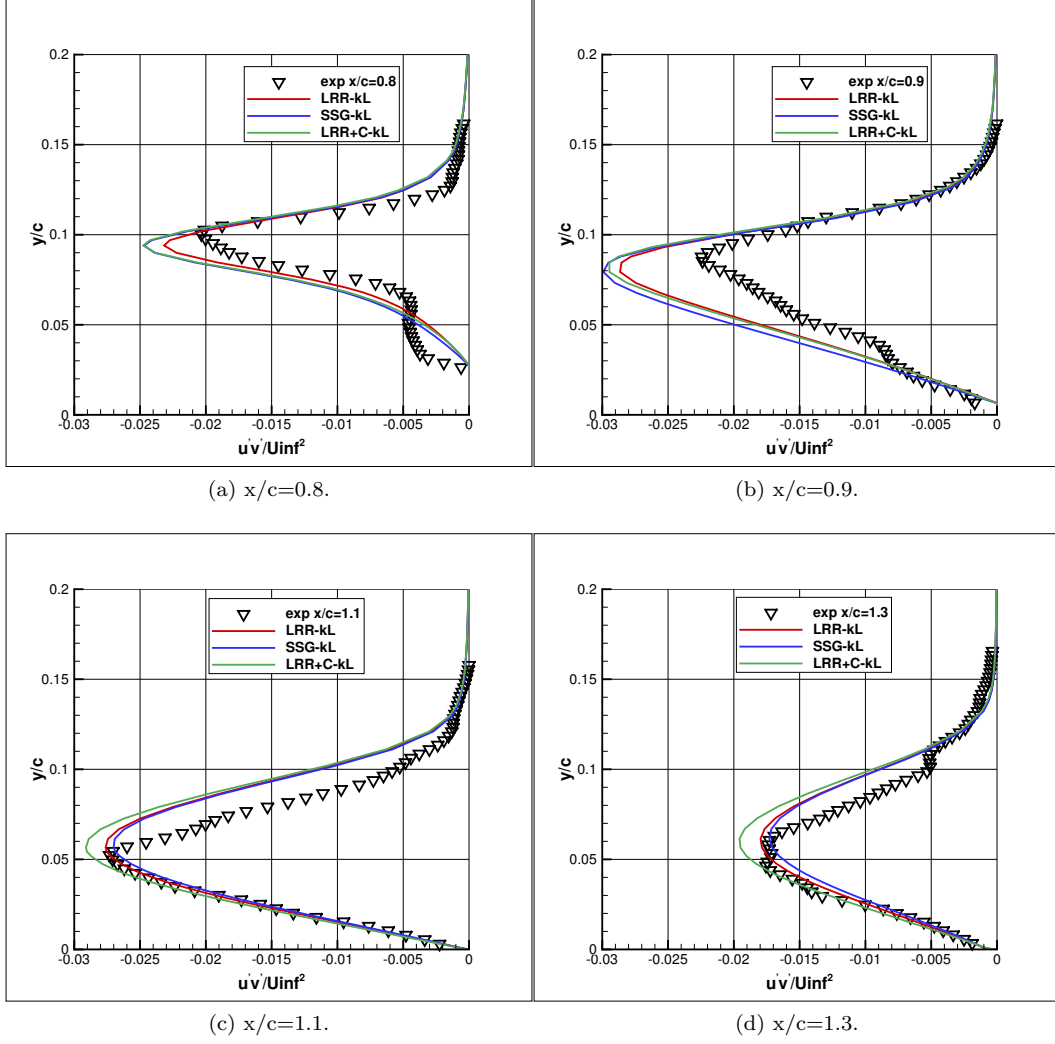 0.2
0.15
0.1
0.05
0
y/c
exp x/c=0.8
LRR-kL
SSG-kL
LRR+C-kL
-0.03 -0.025 -0.02 -0.015 -0.01 -0.005 0
u'v'/Uinf²
(a) x/c=0.8.
0.2
0.15
0.1
0.05
0
y/c
exp x/c=0.9
LRR-kL
SSG-kL
LRR+C-kL
-0.03 -0.025 -0.02 -0.015 -0.01 -0.005 0
u'v'/Uinf²
(b) x/c=0.9.
0.2
0.15
0.1
0.05
0
y/c
exp x/c=1.1
LRR-kL
SSG-kL
LRR+C-kL
-0.03 -0.025 -0.02 -0.015 -0.01 -0.005 0
u'v'/Uinf²
(c) x/c=1.1.
0.2
0.15
0.1
0.05
0
y/c
exp x/c=1.3
LRR-kL
SSG-kL
LRR+C-kL
-0.03 -0.025 -0.02 -0.015 -0.01 -0.005 0
u'v'/Uinf²
(d) x/c=1.3.